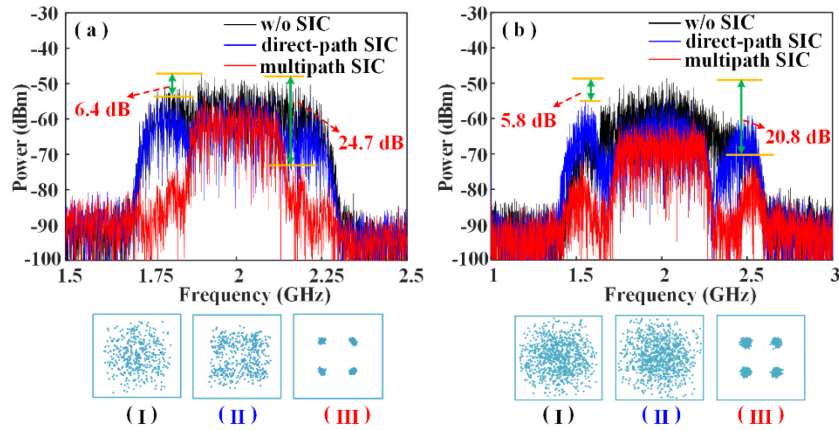 ( a )
w/o SIC
direct-path SIC
multipath SIC
6.4 dB
24.7 dB
Power (dBm)
-30
-40
-50
-60
-70
-80
-90
-100
1.5
1.75
2
2.25
2.5
Frequency (GHz)
( I )
( II )
( III )
( b )
w/o SIC
direct-path SIC
multipath SIC
5.8 dB
20.8 dB
Power (dBm)
-30
-40
-50
-60
-70
-80
-90
-100
1
1.5
2
2.5
3
Frequency (GHz)
( I )
( II )
( III )